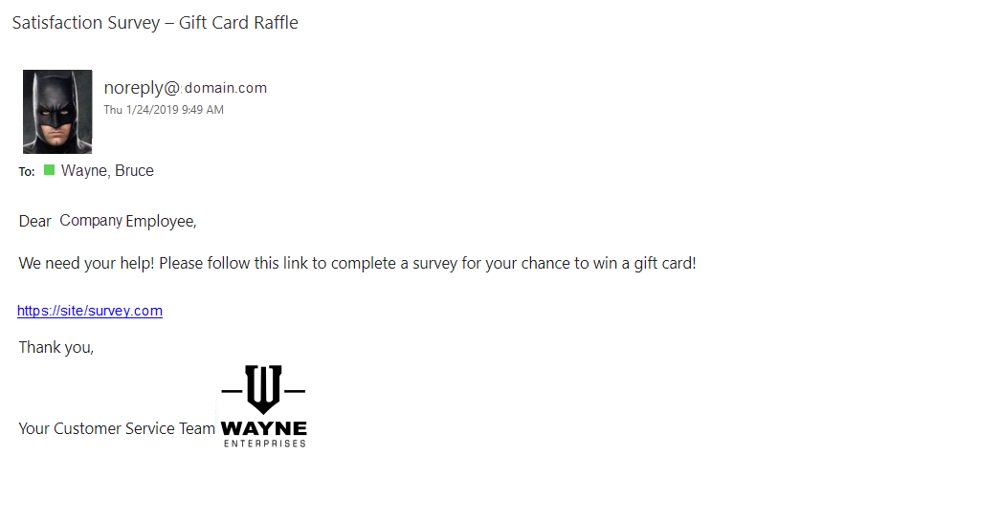 Satisfaction Survey – Gift Card Raffle
noreply@domain.com
Thu 1/24/2019 9:49 AM
To: Wayne, Bruce
Dear Company Employee,
We need your help! Please follow this link to complete a survey for your chance to win a gift card!
https://site/survey.com
Thank you,
Your Customer Service Team
WAYNE
ENTERPRISES